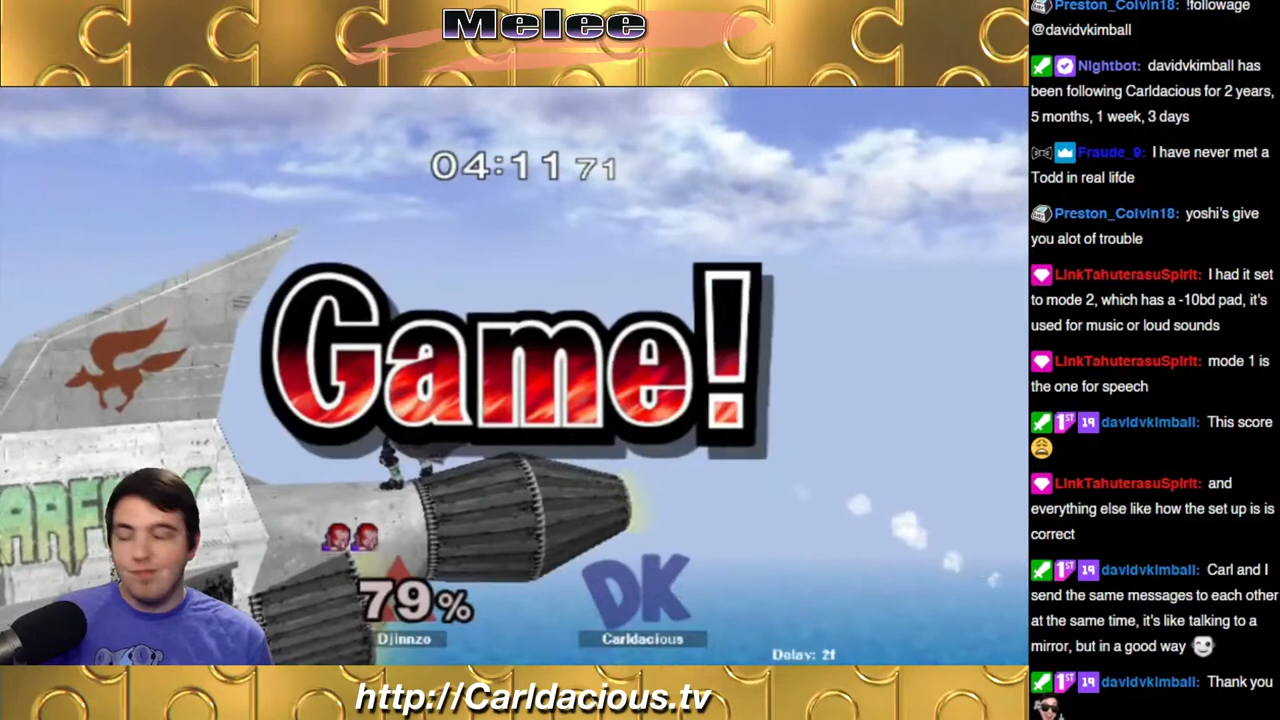 Melee
04:11 71
Game!
79%
DK
Djinnzo
Carldacious
Delay: 2f
http://Carldacious.tv
Preston_Colvin18: !followage
@davidvkimball
Nightbot: davidvkimball has
been following Carldacious for 2 years,
5 months, 1 week, 3 days
Fraude_9: I have never met a
Todd in real lifde
Preston_Colvin18: yoshi's give
you alot of trouble
LinkTahuterasuSpirit: I had it set
to mode 2, which has a -10bd pad, it's
used for music or loud sounds
LinkTahuterasuSpirit: mode 1 is
the one for speech
1ST 19 davidvkimball: This score
LinkTahuterasuSpirit: and
everything else like how the set up is is
correct
1ST 19 davidvkimball: Carl and I
send the same messages to each other
at the same time, it's like talking to a
mirror, but in a good way
1ST 19 davidvkimball: Thank you